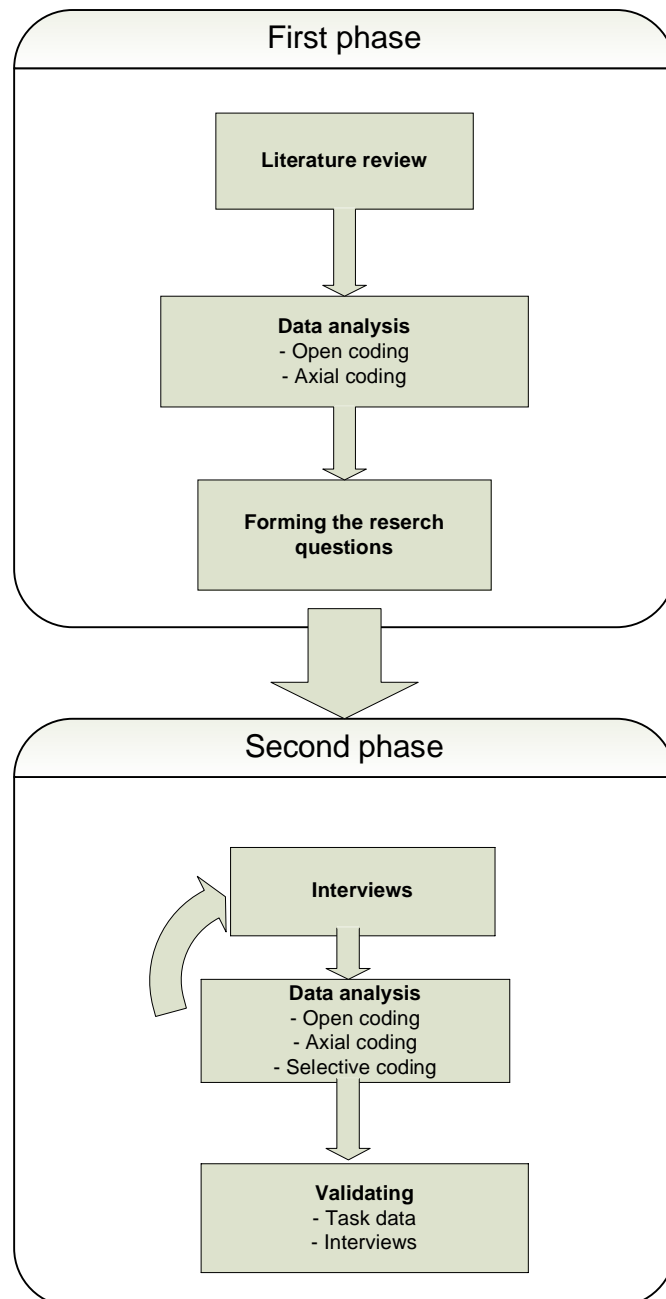 First phase
Literature review
Data analysis
- Open coding
- Axial coding
Forming the reserch
questions
Second phase
Interviews
Data analysis
- Open coding
- Axial coding
- Selective coding
Validating
- Task data
- Interviews